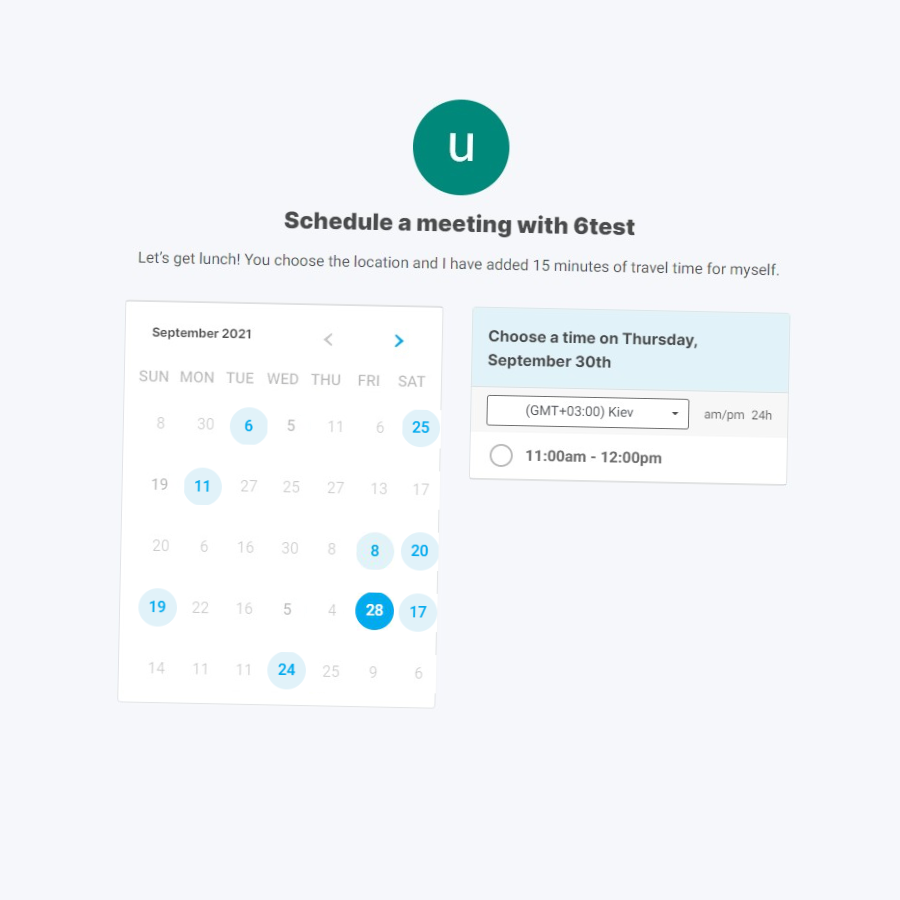 u
Schedule a meeting with 6test
Let's get lunch! You choose the location and I have added 15 minutes of travel time for myself.
September 2021
SUN MON TUE WED THU FRI SAT
8 30 6 5 11 6 25
19 11 27 25 27 13 17
20 6 16 30 8 8 20
19 22 16 5 4 28 17
14 11 11 24 25 9 6
Choose a time on Thursday,
September 30th
(GMT+03:00) Kiev am/pm 24h
11:00am - 12:00pm